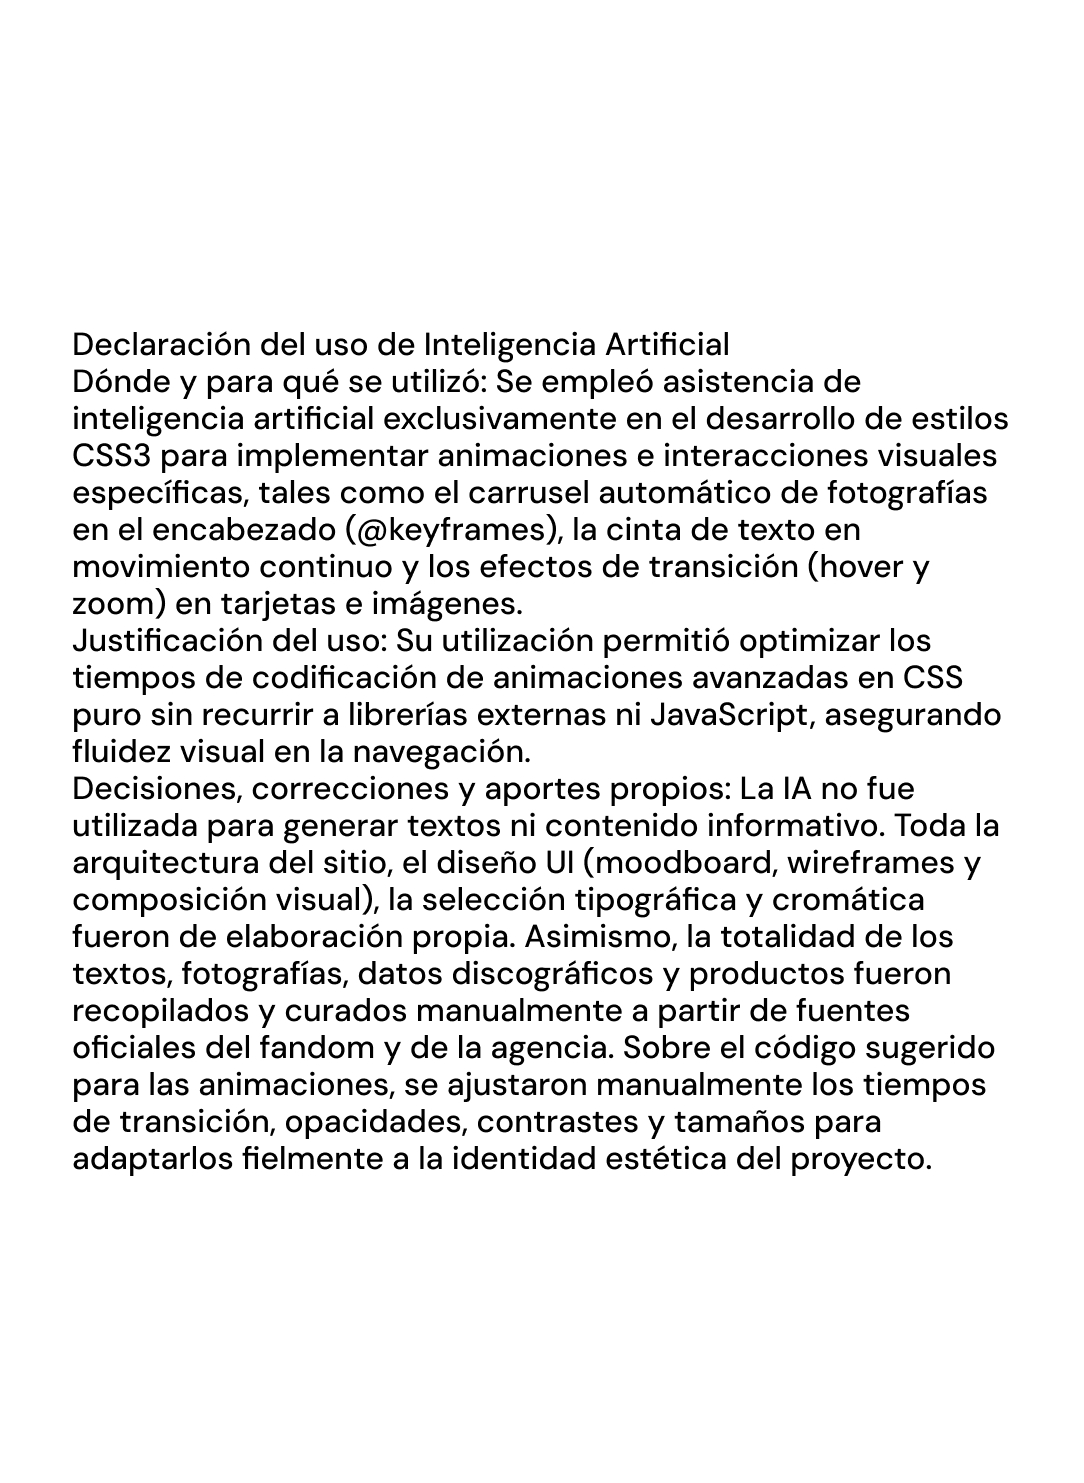 Declaración del uso de Inteligencia Artificial
Dónde y para qué se utilizó: Se empleó asistencia de
inteligencia artificial exclusivamente en el desarrollo de estilos
CSS3 para implementar animaciones e interacciones visuales
específicas, tales como el carrusel automático de fotografías
en el encabezado (@keyframes), la cinta de texto en
movimiento continuo y los efectos de transición (hover y
zoom) en tarjetas e imágenes.
Justificación del uso: Su utilización permitió optimizar los
tiempos de codificación de animaciones avanzadas en CSS
puro sin recurrir a librerías externas ni JavaScript, asegurando
fluidez visual en la navegación.
Decisiones, correcciones y aportes propios: La IA no fue
utilizada para generar textos ni contenido informativo. Toda la
arquitectura del sitio, el diseño UI (moodboard, wireframes y
composición visual), la selección tipográfica y cromática
fueron de elaboración propia. Asimismo, la totalidad de los
textos, fotografías, datos discográficos y productos fueron
recopilados y curados manualmente a partir de fuentes
oficiales del fandom y de la agencia. Sobre el código sugerido
para las animaciones, se ajustaron manualmente los tiempos
de transición, opacidades, contrastes y tamaños para
adaptarlos fielmente a la identidad estética del proyecto.